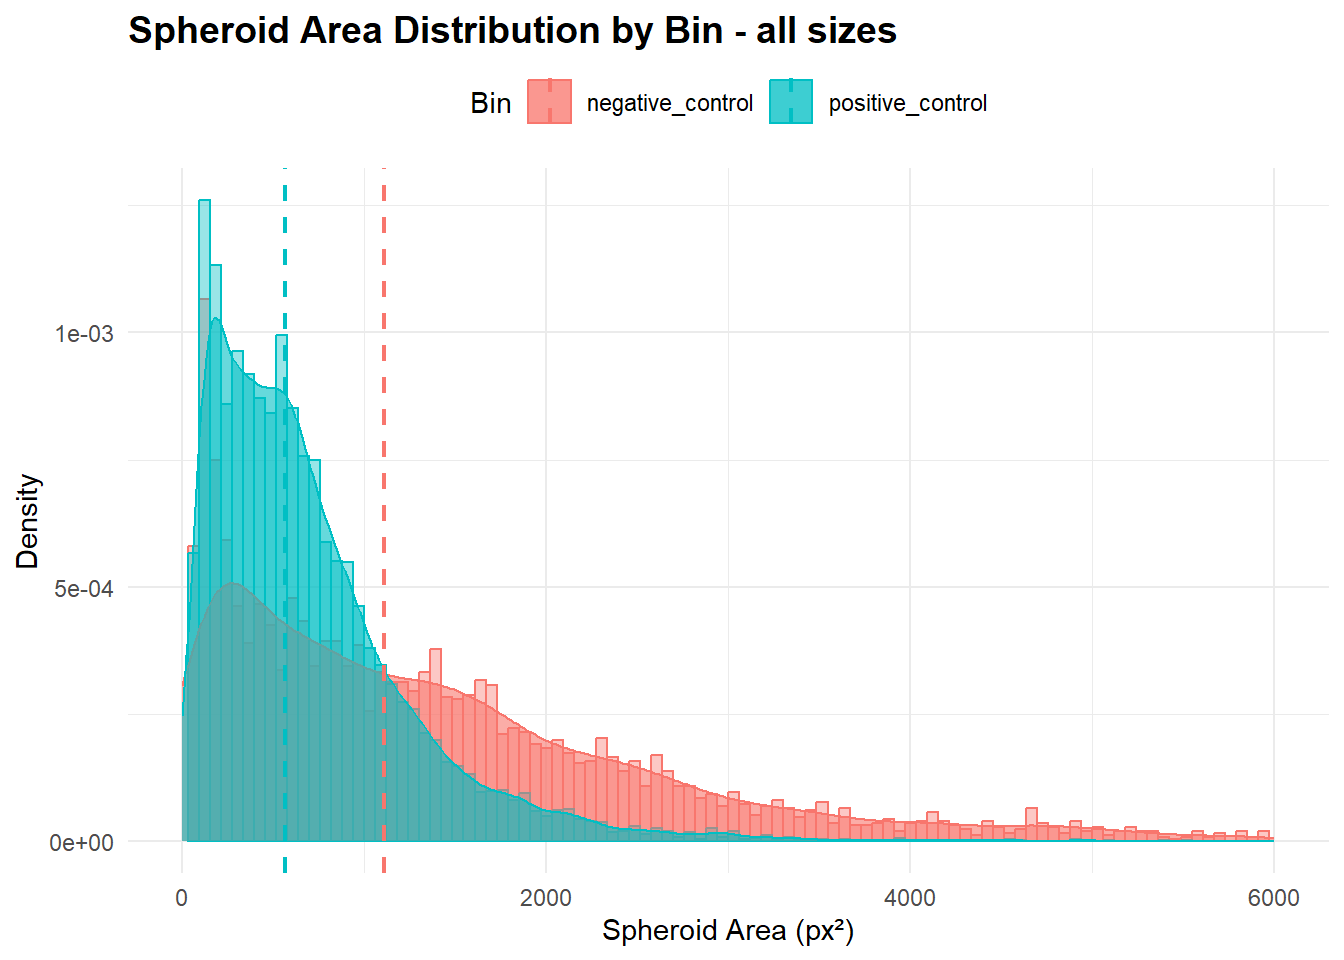 Spheroid Area Distribution by Bin - all sizes
Bin negative_control positive_control
Density
1e-03
5e-04
0e+00
0 2000 4000 6000
Spheroid Area (px²)